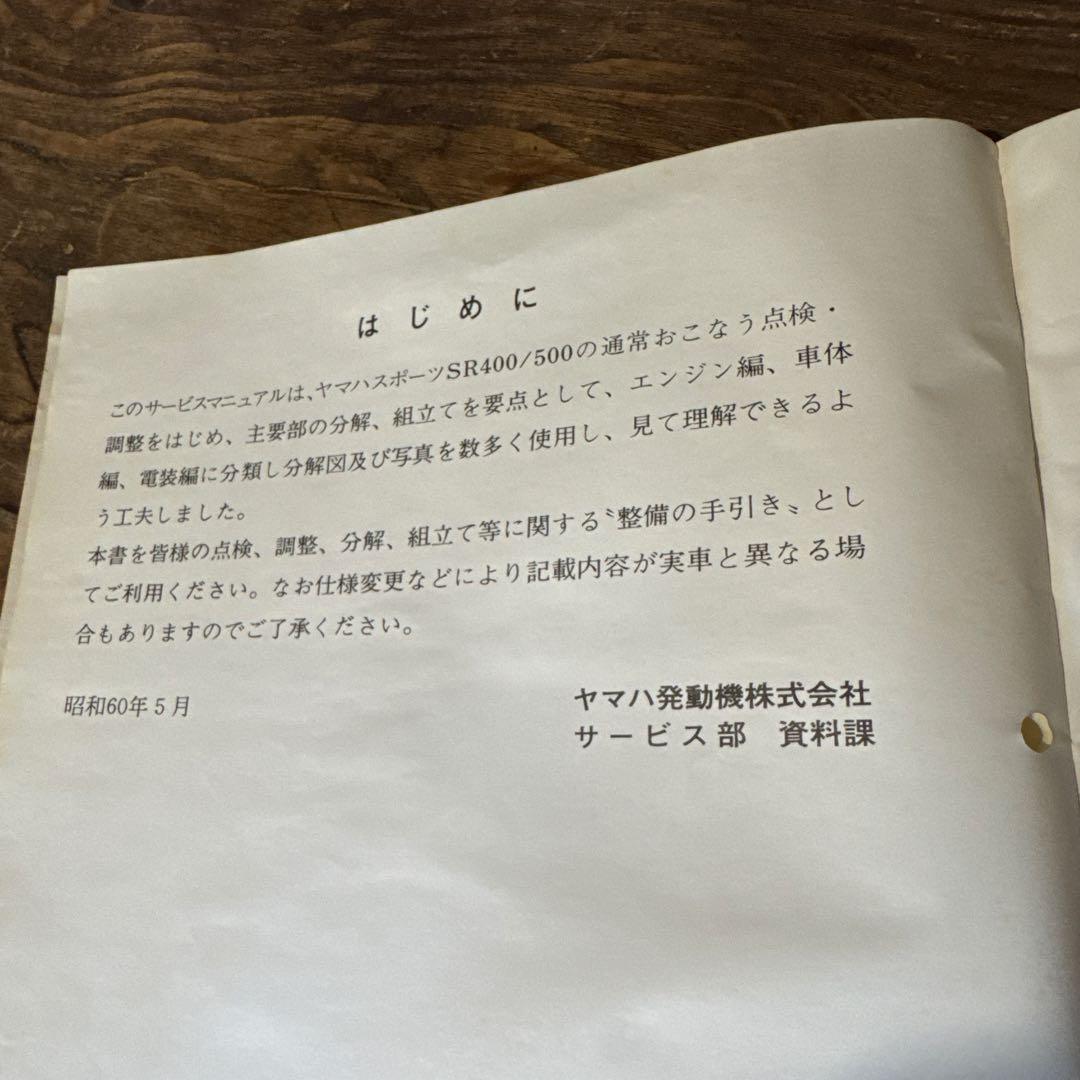 はじめに
このサービスマニュアルは、ヤマハスポーツSR400/500の通常おこなう点検・
調整をはじめ、主要部の分解、組立てを要点として、エンジン編、車体
編、電装編に分類し分解図及び写真を数多く使用し、見て理解できるよ
う工夫しました。
本書を皆様の点検、調整、分解、組立て等に関する〝整備の手引き〟とし
てご利用ください。なお仕様変更などにより記載内容が実車と異なる場
合もありますのでご了承ください。
昭和60年5月
ヤマハ発動機株式会社
サービス部 資料課